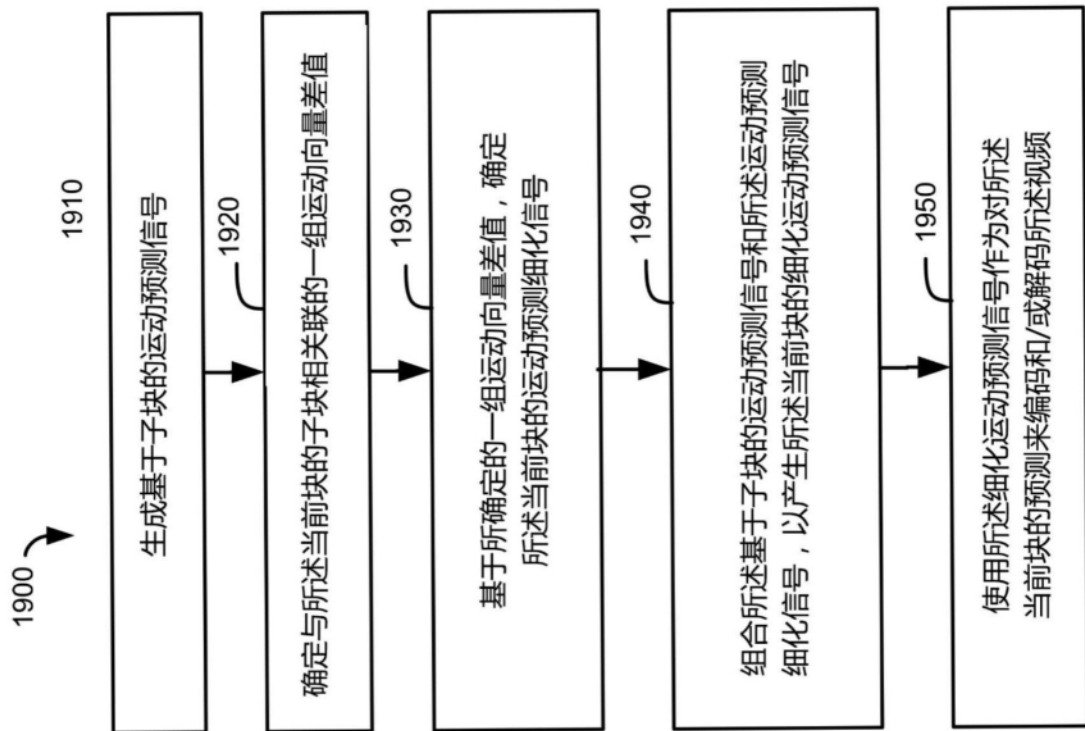 1900
1910
生成基于子块的运动预测信号
1920
确定与所述当前块的子块相关联的一组运动向量差值
1930
基于所确定的一组运动向量差值，确定
所述当前块的运动预测细化信号
1940
组合所述基于子块的运动预测信号和所述运动预测
细化信号，以产生所述当前块的细化运动预测信号
1950
使用所述细化运动预测信号作为对所述
当前块的预测来编码和/或解码所述视频